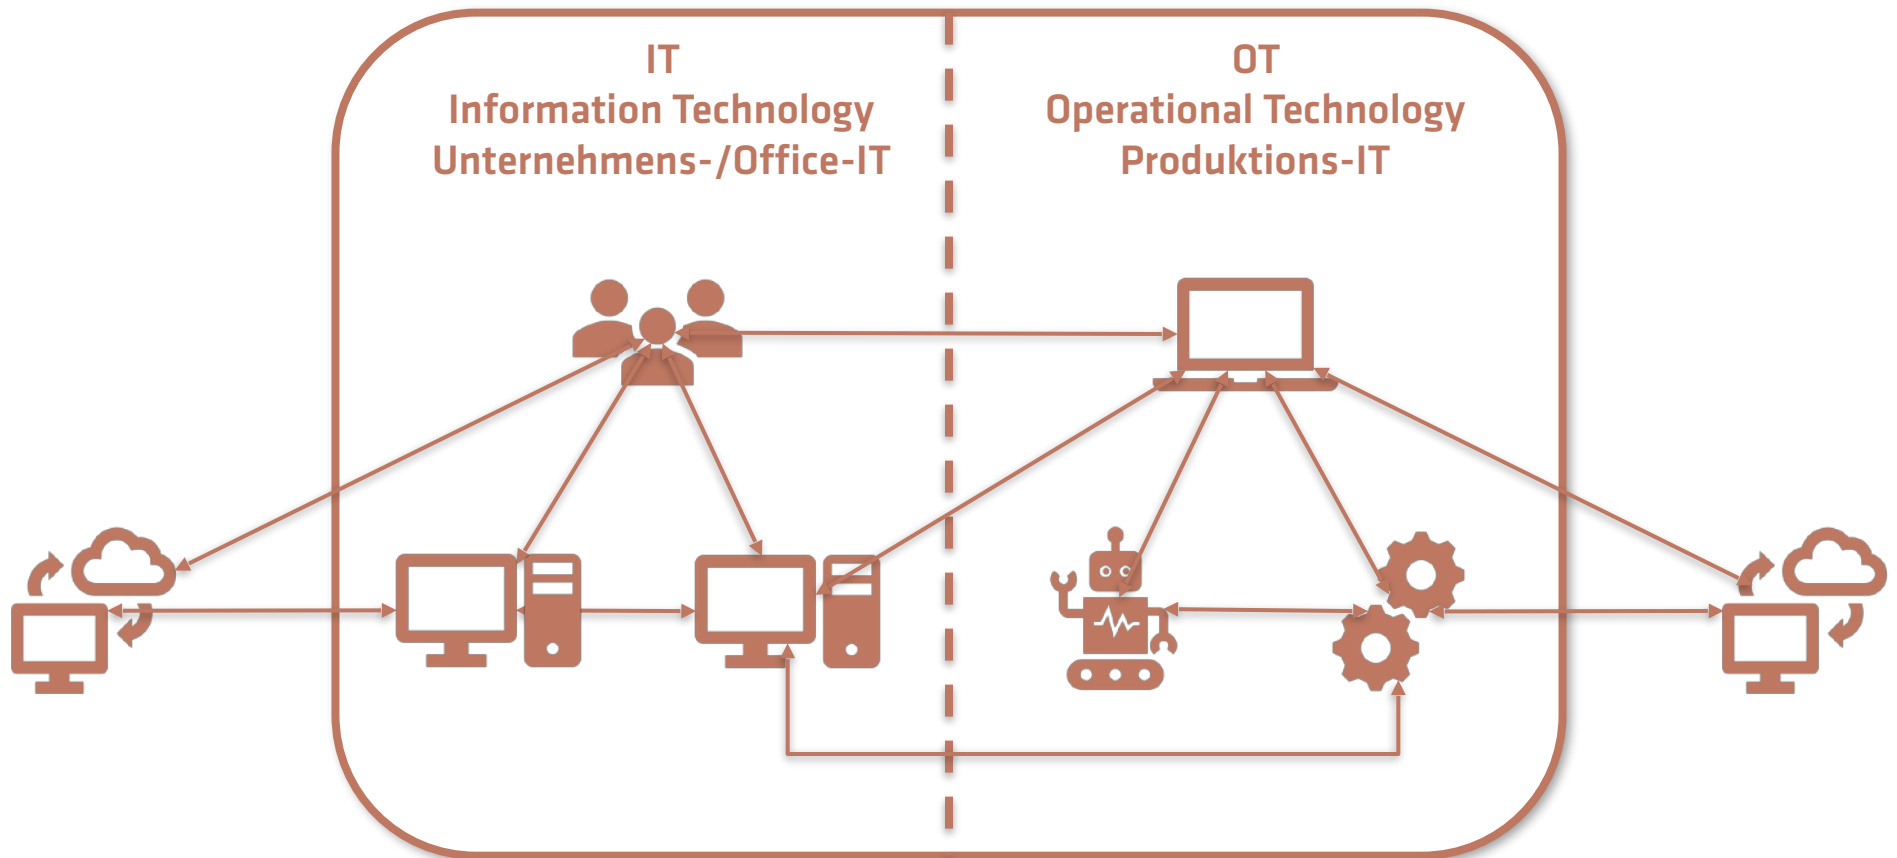 IT
Information Technology
Unternehmens-/Office-IT
OT
Operational Technology
Produktions-IT